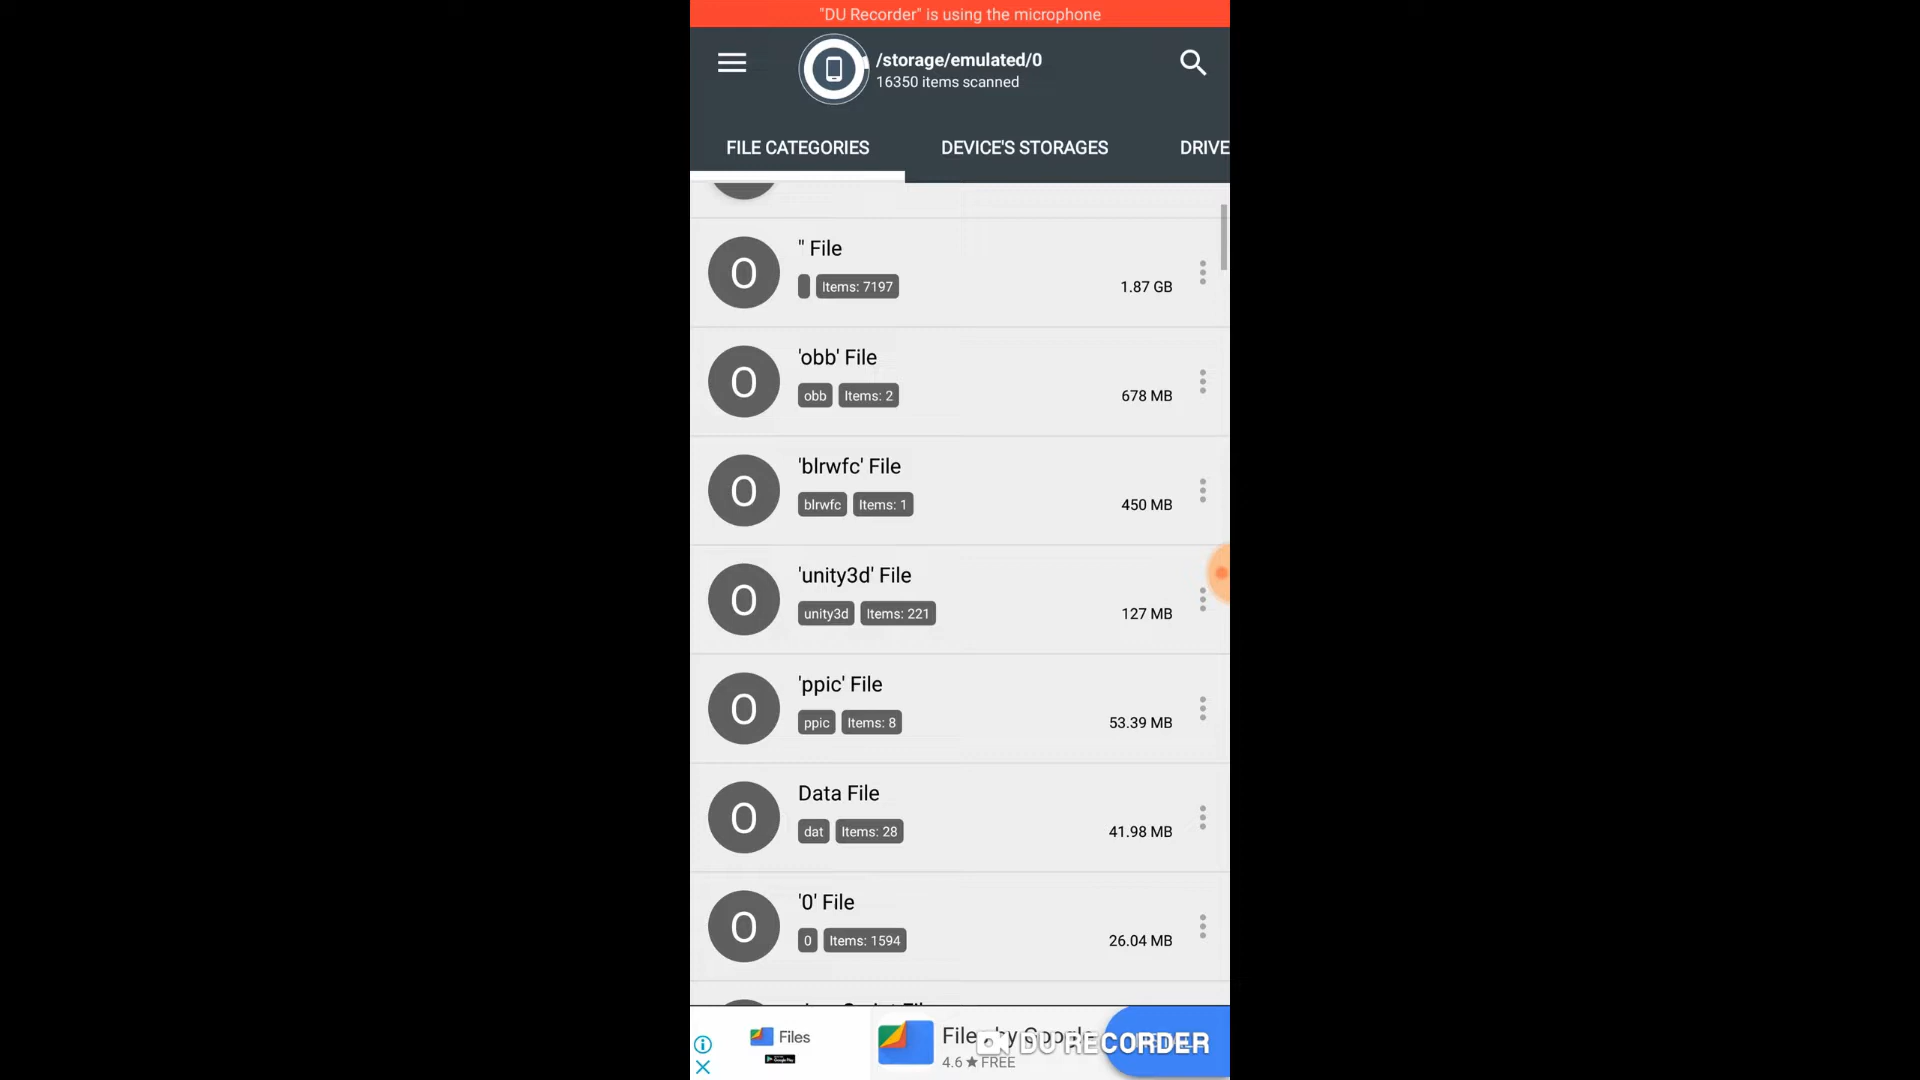 "DU Recorder" is using the microphone
/storage/emulated/0
16350 items scanned
FILE CATEGORIES
DEVICE'S STORAGES
DRIVE
O
'' File
Items: 7197
1.87 GB
O
'obb' File
obb
Items: 2
678 MB
O
'blrwfc' File
blrwfc
Items: 1
450 MB
O
'unity3d' File
unity3d
Items: 221
127 MB
O
'ppic' File
ppic
Items: 8
53.39 MB
O
Data File
dat
Items: 28
41.98 MB
O
'0' File
0
Items: 1594
26.04 MB
Files
Files by Google
4.6 ★ FREE
DU RECORDER